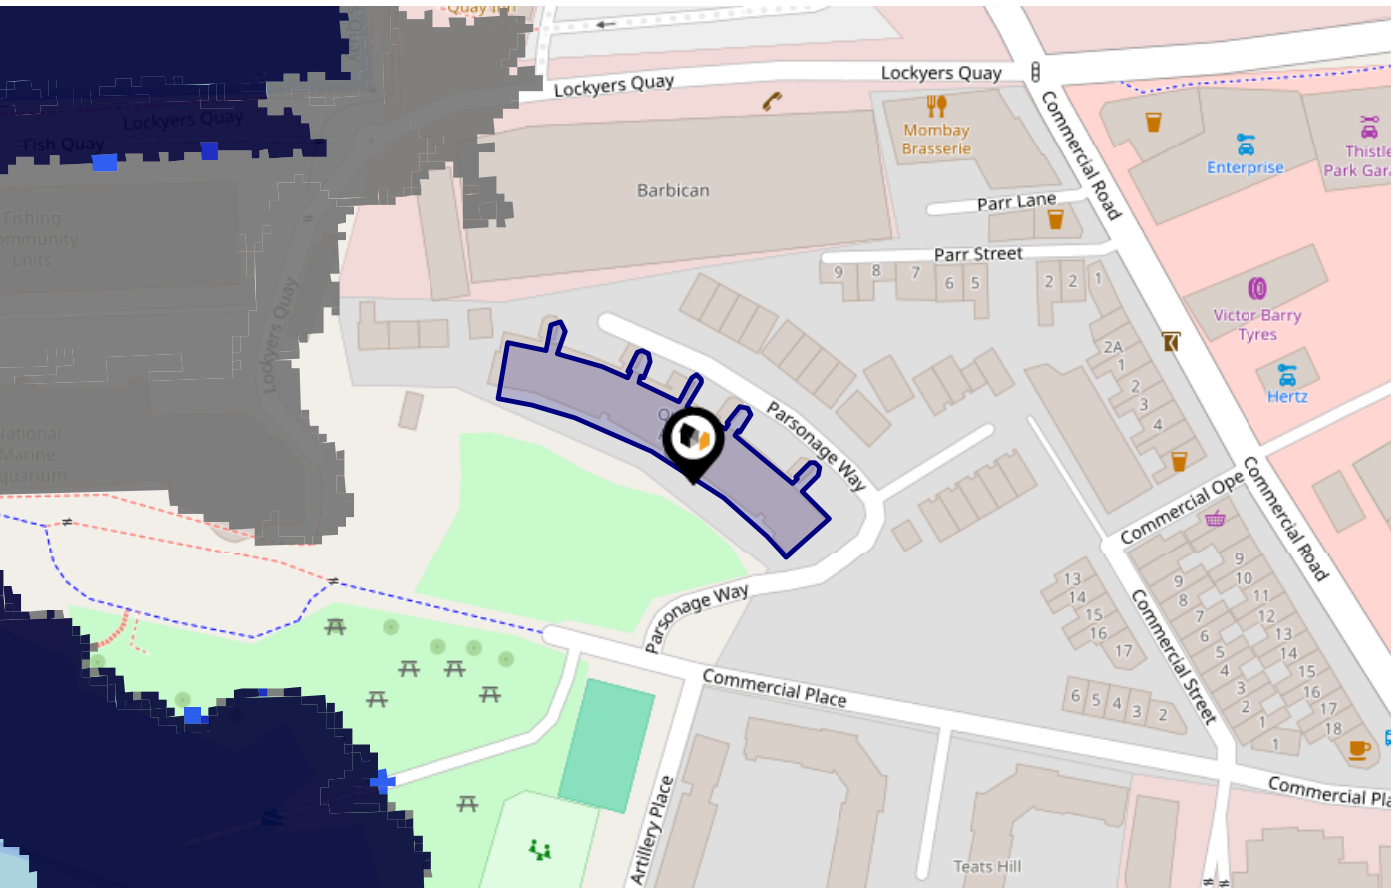 Quay Inn
Lockyers Quay
Lockyers Quay
Mombay
Brasserie
Commercial Road
Enterprise
Thistle
Park Gara
Lockyers Quay
Fish Quay
Barbican
Parr Lane
Fishing
ommunity
units
Parr Street
9
8
7
6
5
2
2
1
Lockyers Quay
Victor Barry
Tyres
2A
1
2
3
4
Hertz
Parsonage Way
National
Marine
quarium
Commercial Ope
Commercial Road
9
10
11
12
13
14
15
16
17
18
9
8
7
6
5
4
3
2
1
1
13
14
15
16
17
Commercial Street
Parsonage Way
Commercial Place
6
5
4
3
2
Commercial Pla
Artillery Place
Teats Hill